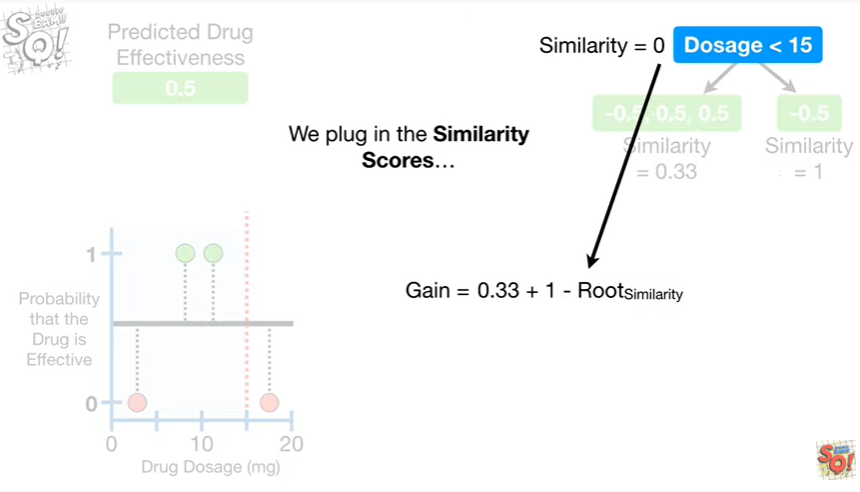 Predicted Drug
Effectiveness
0.5
Similarity = 0
Dosage < 15
-0.5, 0.5, 0.5
-0.5
Similarity
= 0.33
Similarity
= 1
We plug in the Similarity
Scores…
Gain = 0.33 + 1 - RootSimilarity
Probability
that the
Drug is
Effective
1
0
0
10
20
Drug Dosage (mg)
SQ!